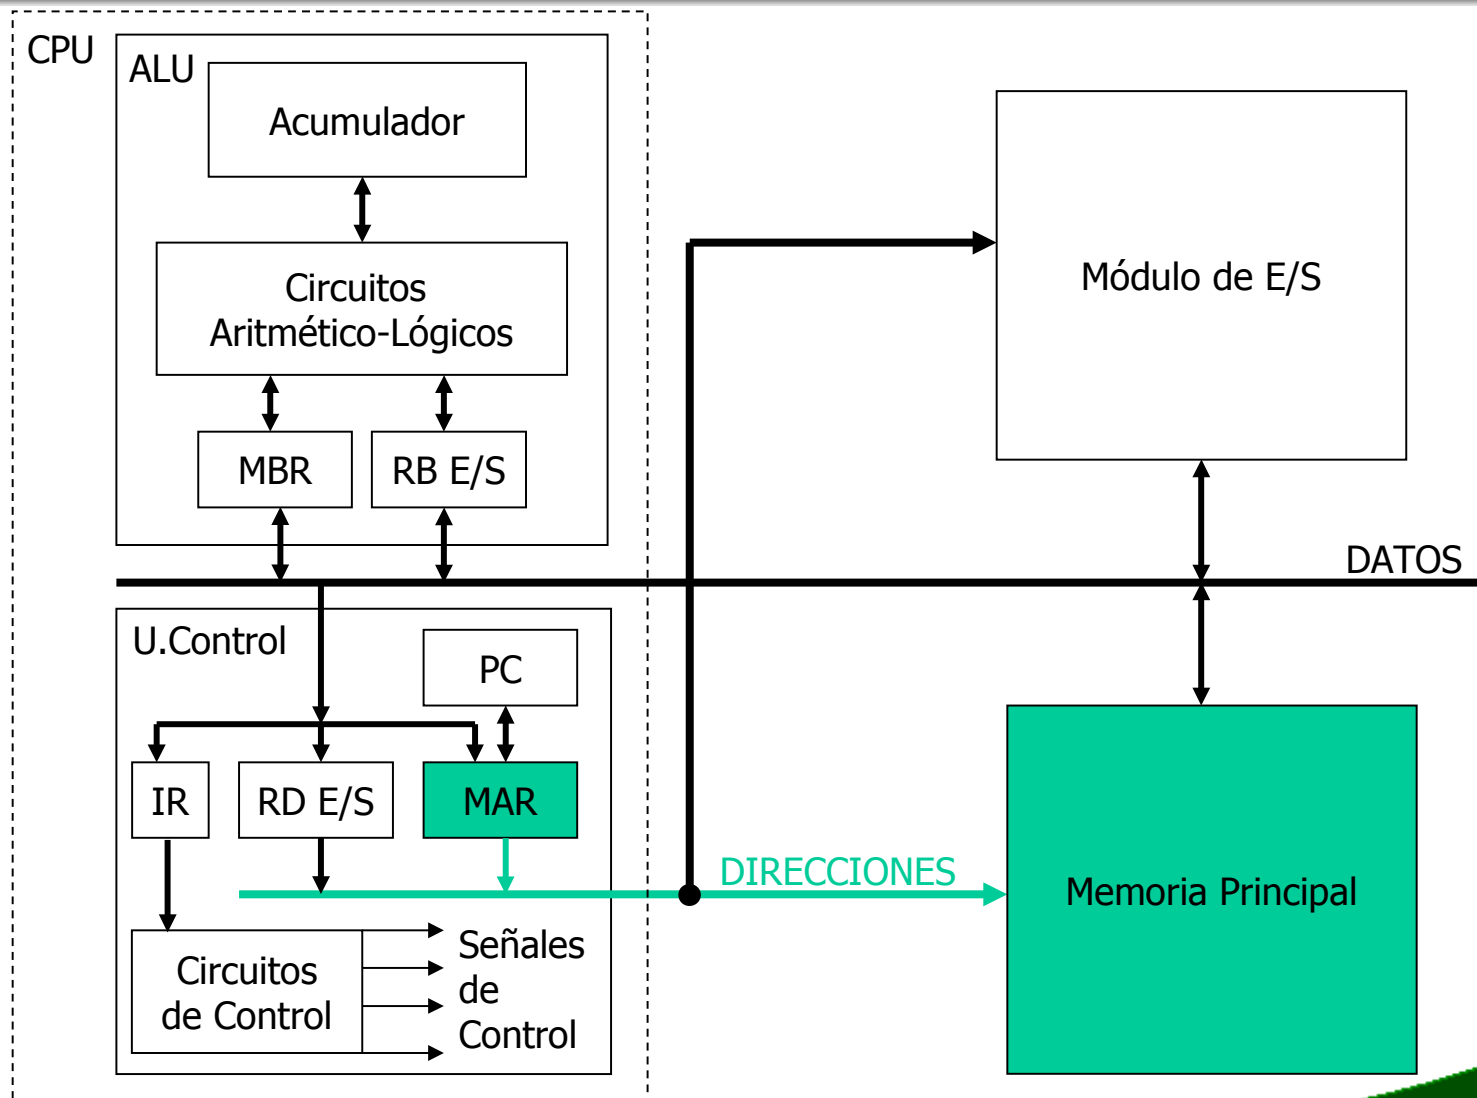 CPU
ALU
Acumulador
Circuitos
Aritmético-Lógicos
MBR
RB E/S
Módulo de E/S
DATOS
U.Control
PC
IR
RD E/S
MAR
DIRECCIONES
Memoria Principal
Circuitos
de Control
Señales
de
Control